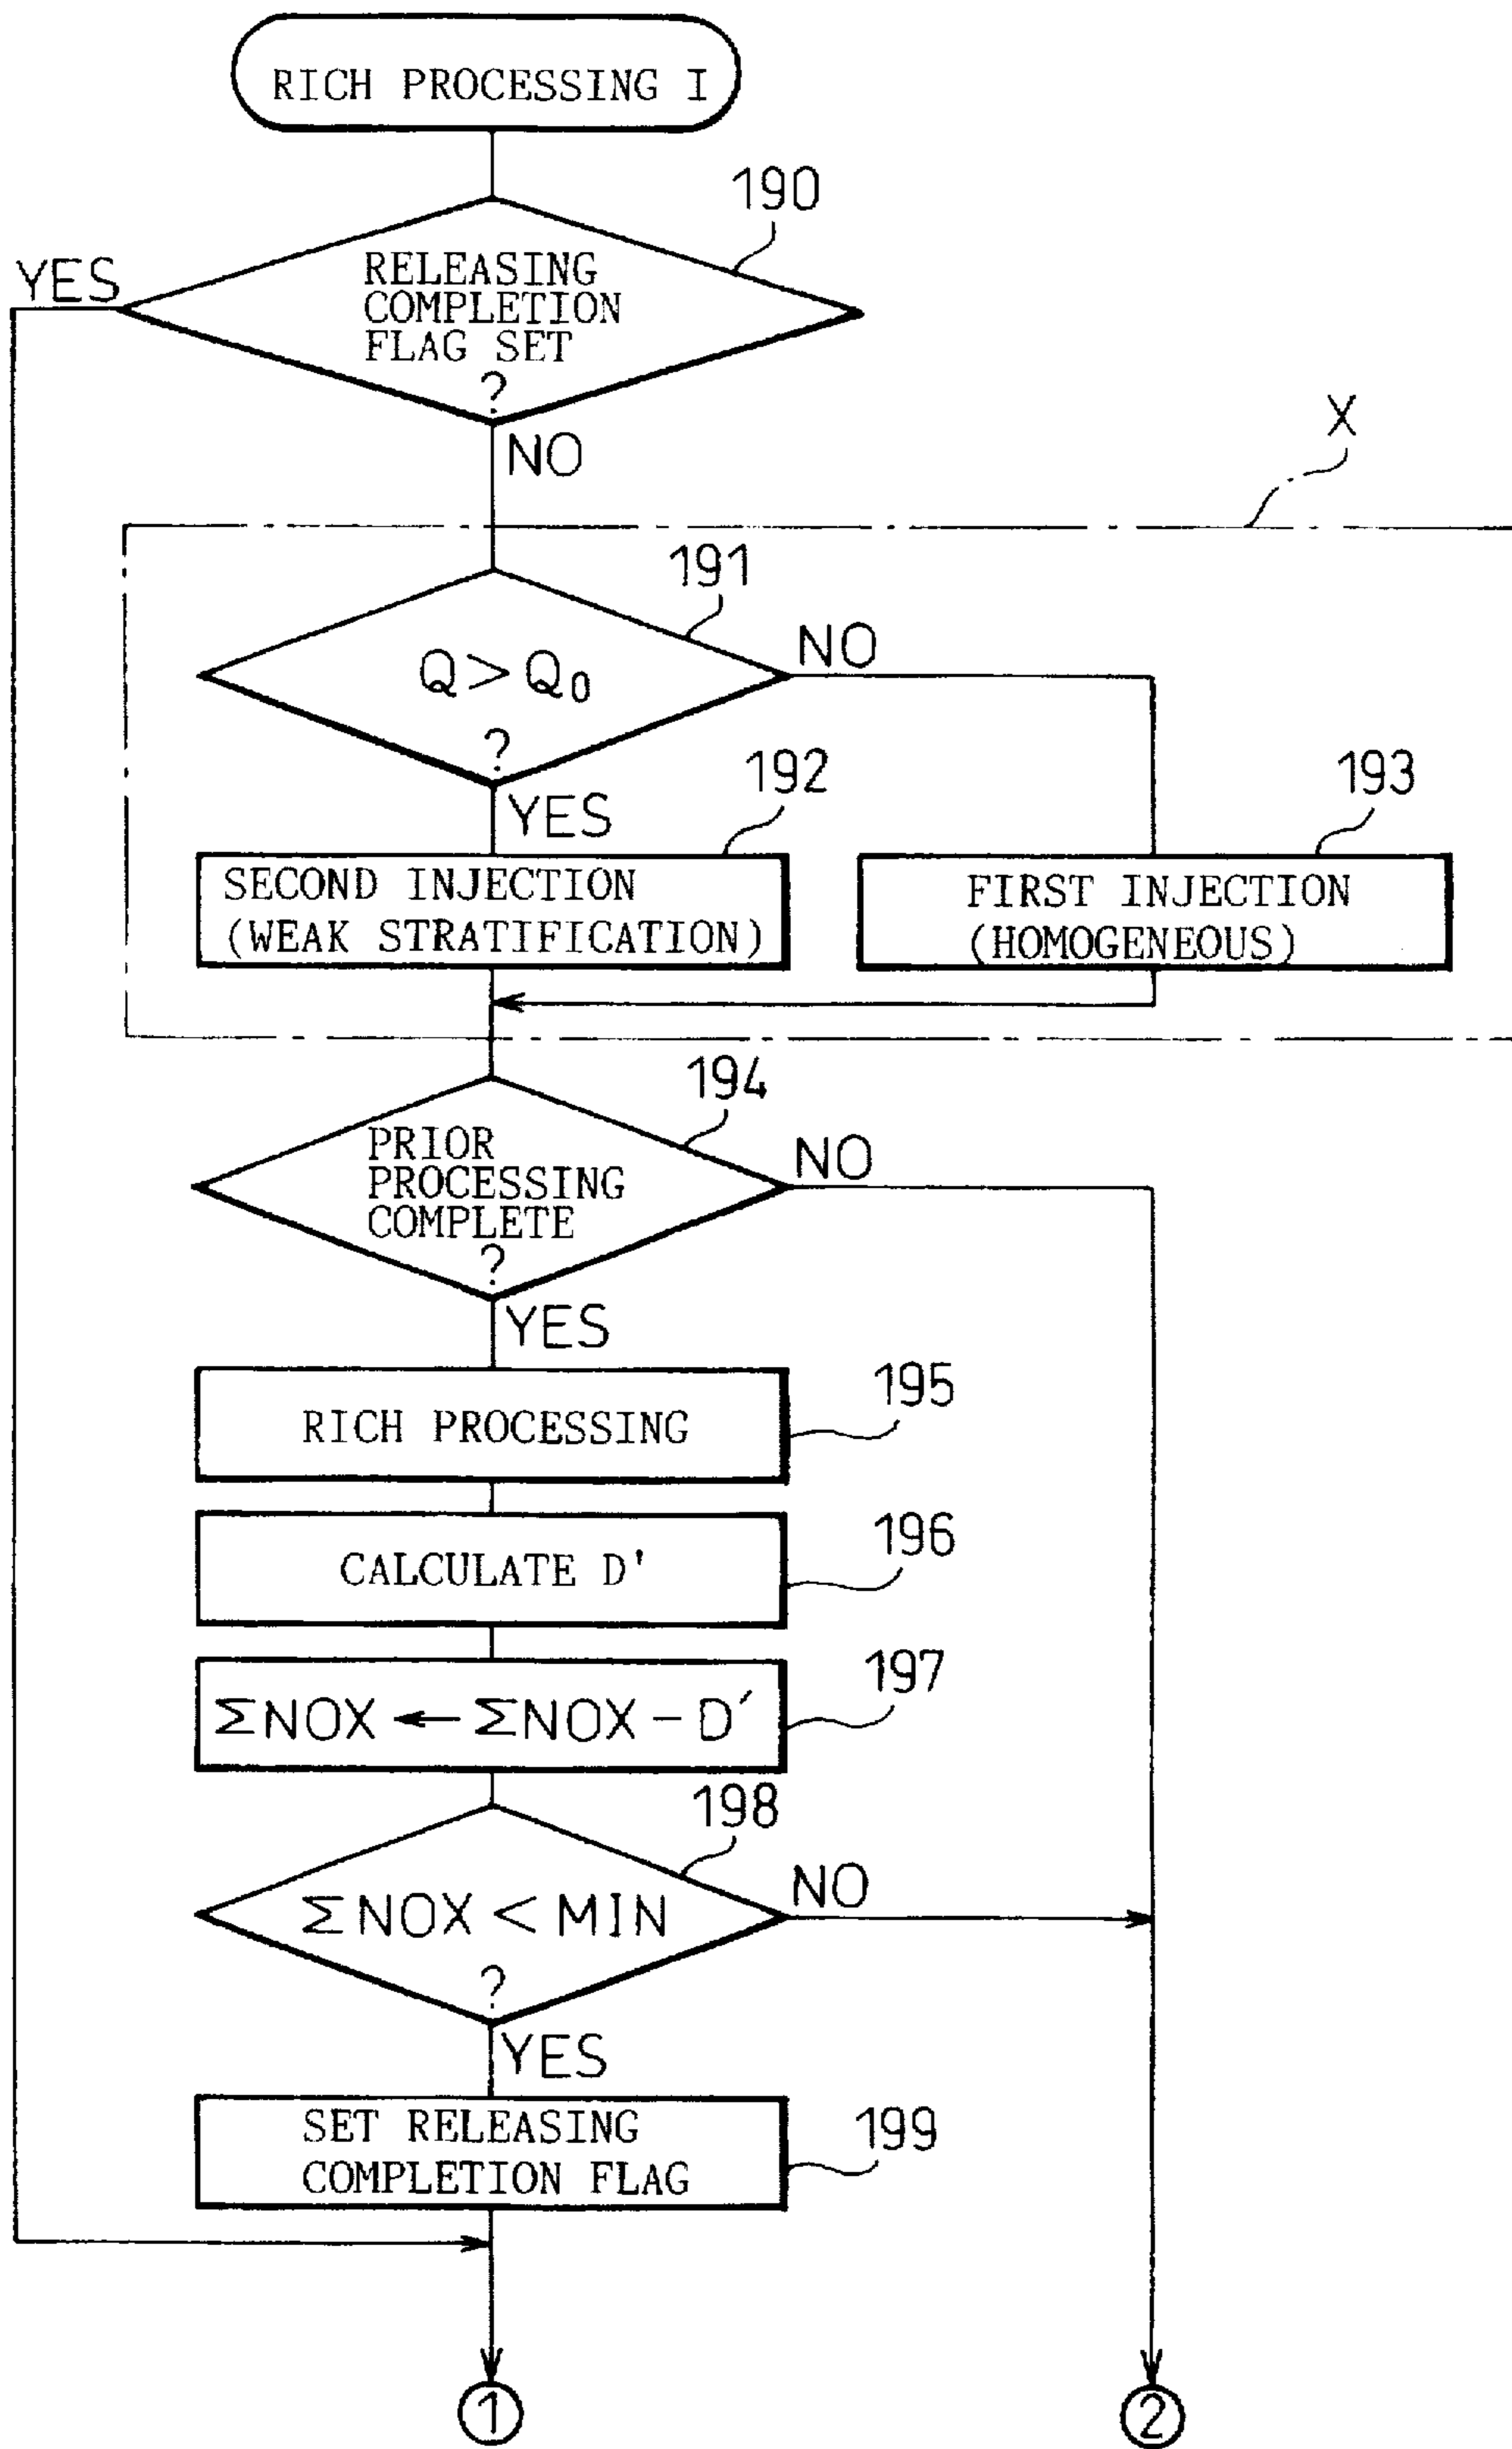 RICH PROCESSING I
190
YES
RELEASING
COMPLETION
FLAG SET
?
NO
X
191
Q>Q0
?
NO
YES
192
193
SECOND INJECTION
(WEAK STRATIFICATION)
FIRST INJECTION
(HOMOGENEOUS)
194
PRIOR
PROCESSING
COMPLETE
?
NO
YES
RICH PROCESSING
195
CALCULATE D'
196
ΣNOX ← ΣNOX − D′
197
198
ΣNOX < MIN
?
NO
YES
SET RELEASING
COMPLETION FLAG
199
①
②